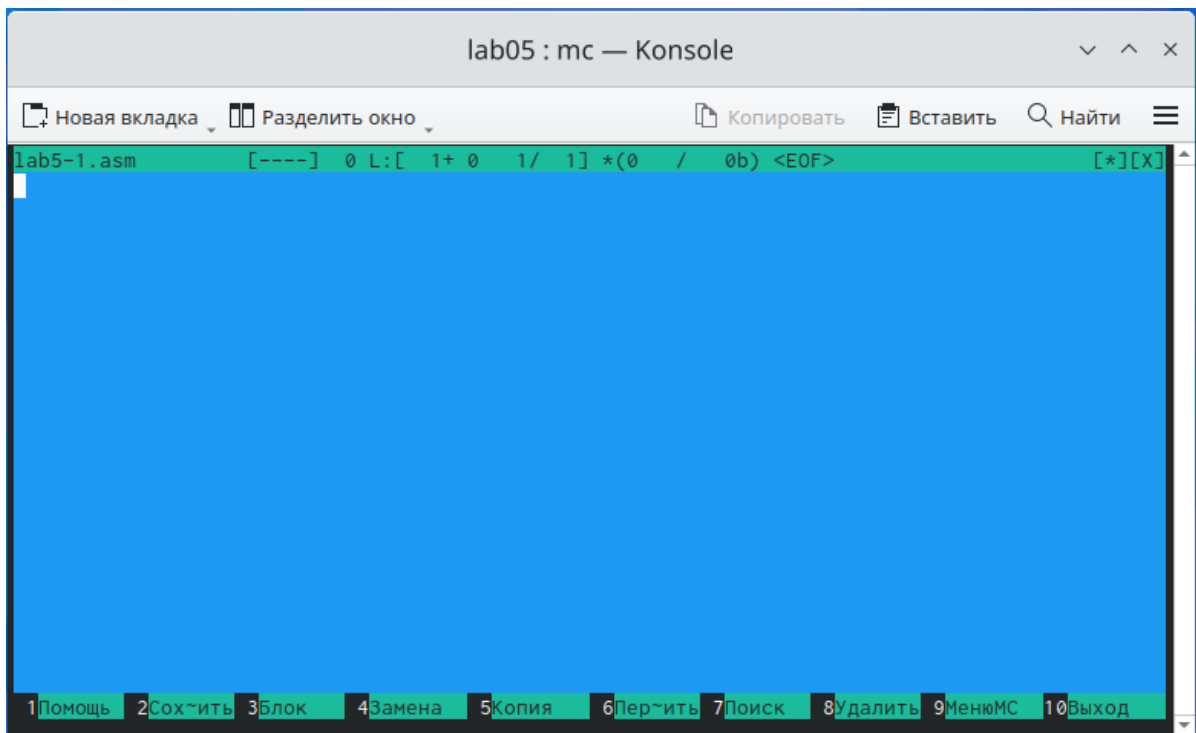 lab05 : mc — Konsole
Новая вкладка Разделить окно Копировать Вставить Найти
lab5-1.asm [----] 0 L:[ 1+ 0 1/ 1] *(0 / 0b) <EOF> [*][X]
1Помощь 2Сох~ить 3Блок 4Замена 5Копия 6Пер~ить 7Поиск 8Удалить 9МенюМС 10Выход